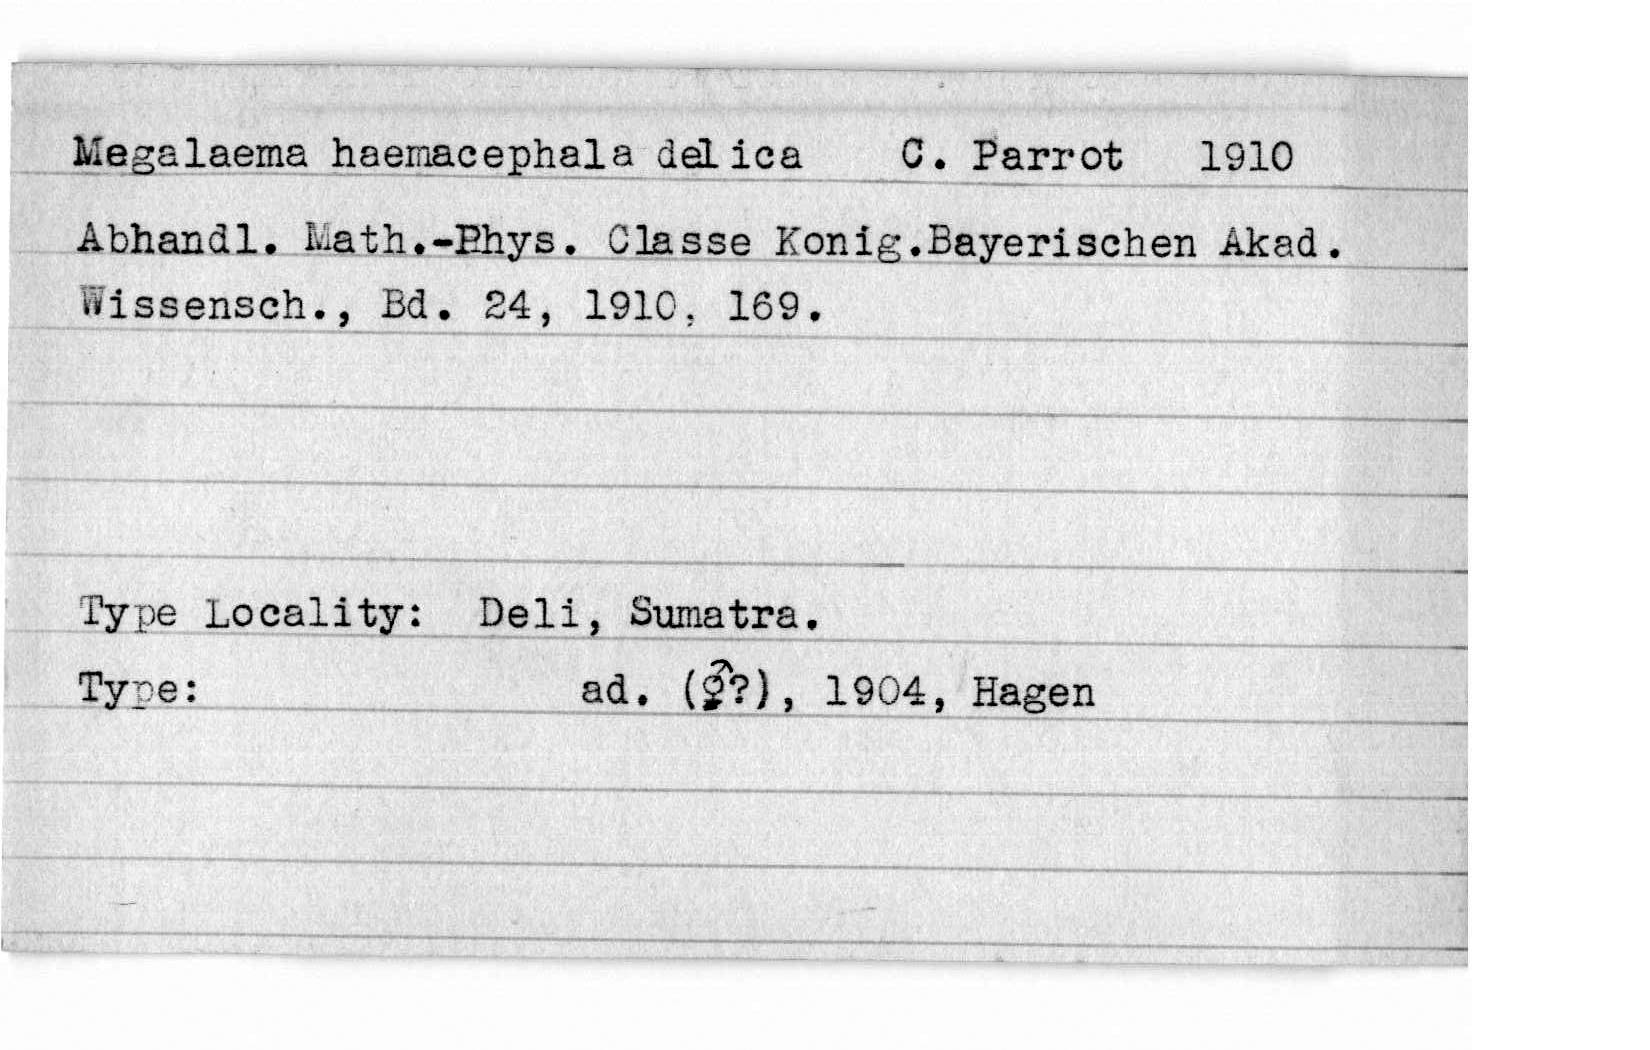 Megalaema haemacephala delica C. Parrot 1910
Abhandl. Math.-Phys. Classe Konig.Bayerischen Akad.
Wissensch., Bd. 24, 1910, 169.
Type Locality: Deli, Sumatra.
Type: ad. (⚥?), 1904, Hagen